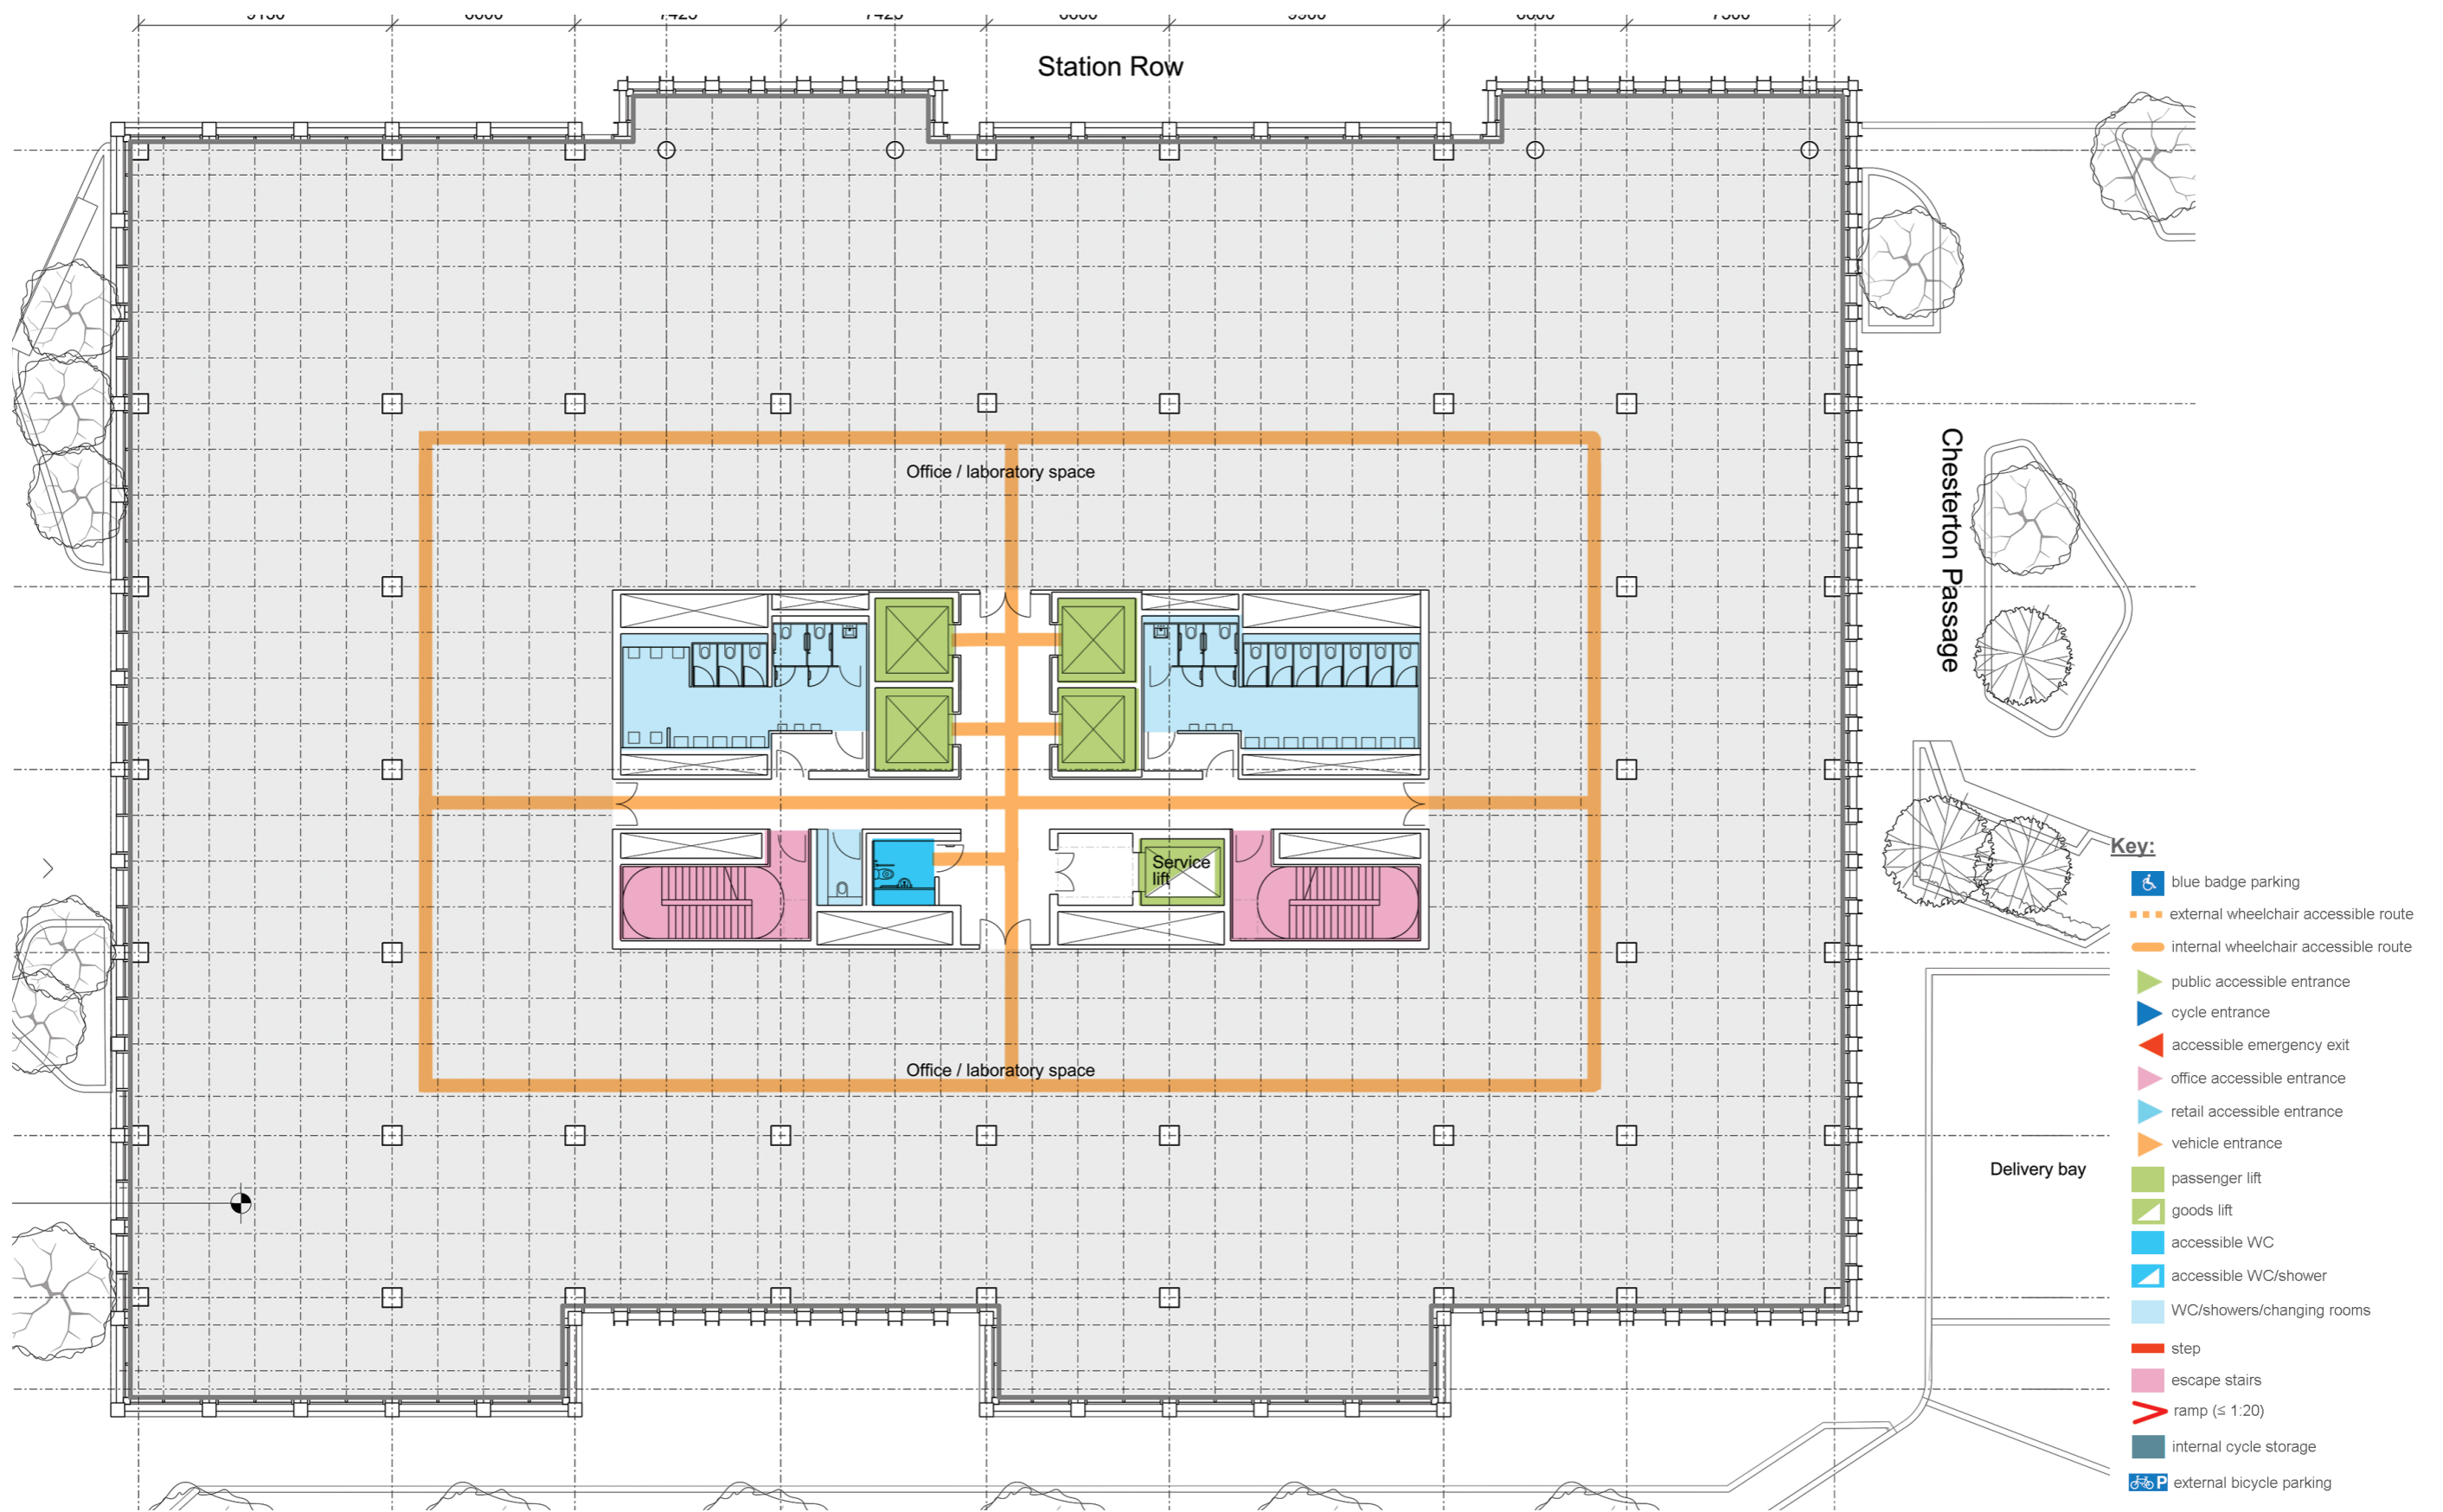 Station Row
Office / laboratory space
Chesterton Passage
Service
lift
Office / laboratory space
Delivery bay
Key:
blue badge parking
external wheelchair accessible route
internal wheelchair accessible route
public accessible entrance
cycle entrance
accessible emergency exit
office accessible entrance
retail accessible entrance
vehicle entrance
passenger lift
goods lift
accessible WC
accessible WC/shower
WC/showers/changing rooms
step
escape stairs
ramp (≤ 1:20)
internal cycle storage
P external bicycle parking